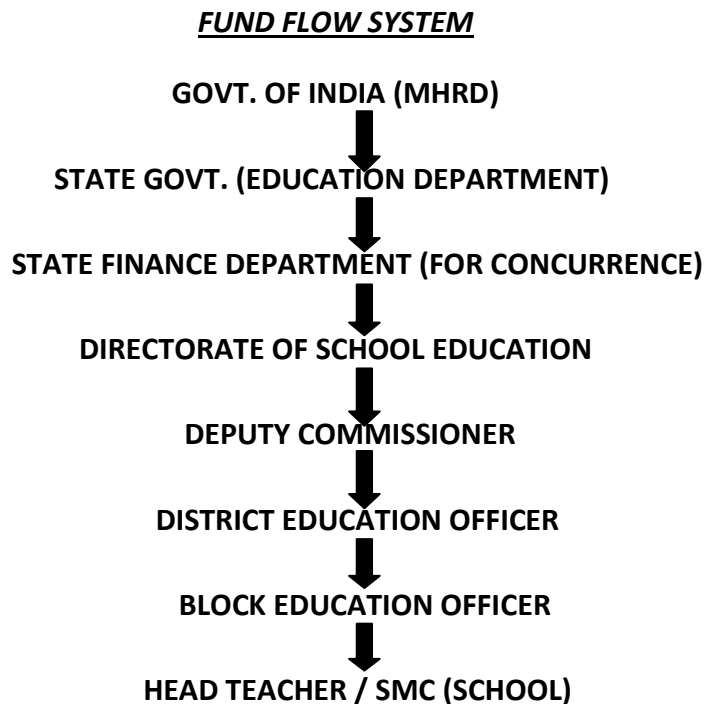 FUND FLOW SYSTEM
GOVT. OF INDIA (MHRD)
STATE GOVT. (EDUCATION DEPARTMENT)
STATE FINANCE DEPARTMENT (FOR CONCURRENCE)
DIRECTORATE OF SCHOOL EDUCATION
DEPUTY COMMISSIONER
DISTRICT EDUCATION OFFICER
BLOCK EDUCATION OFFICER
HEAD TEACHER / SMC (SCHOOL)